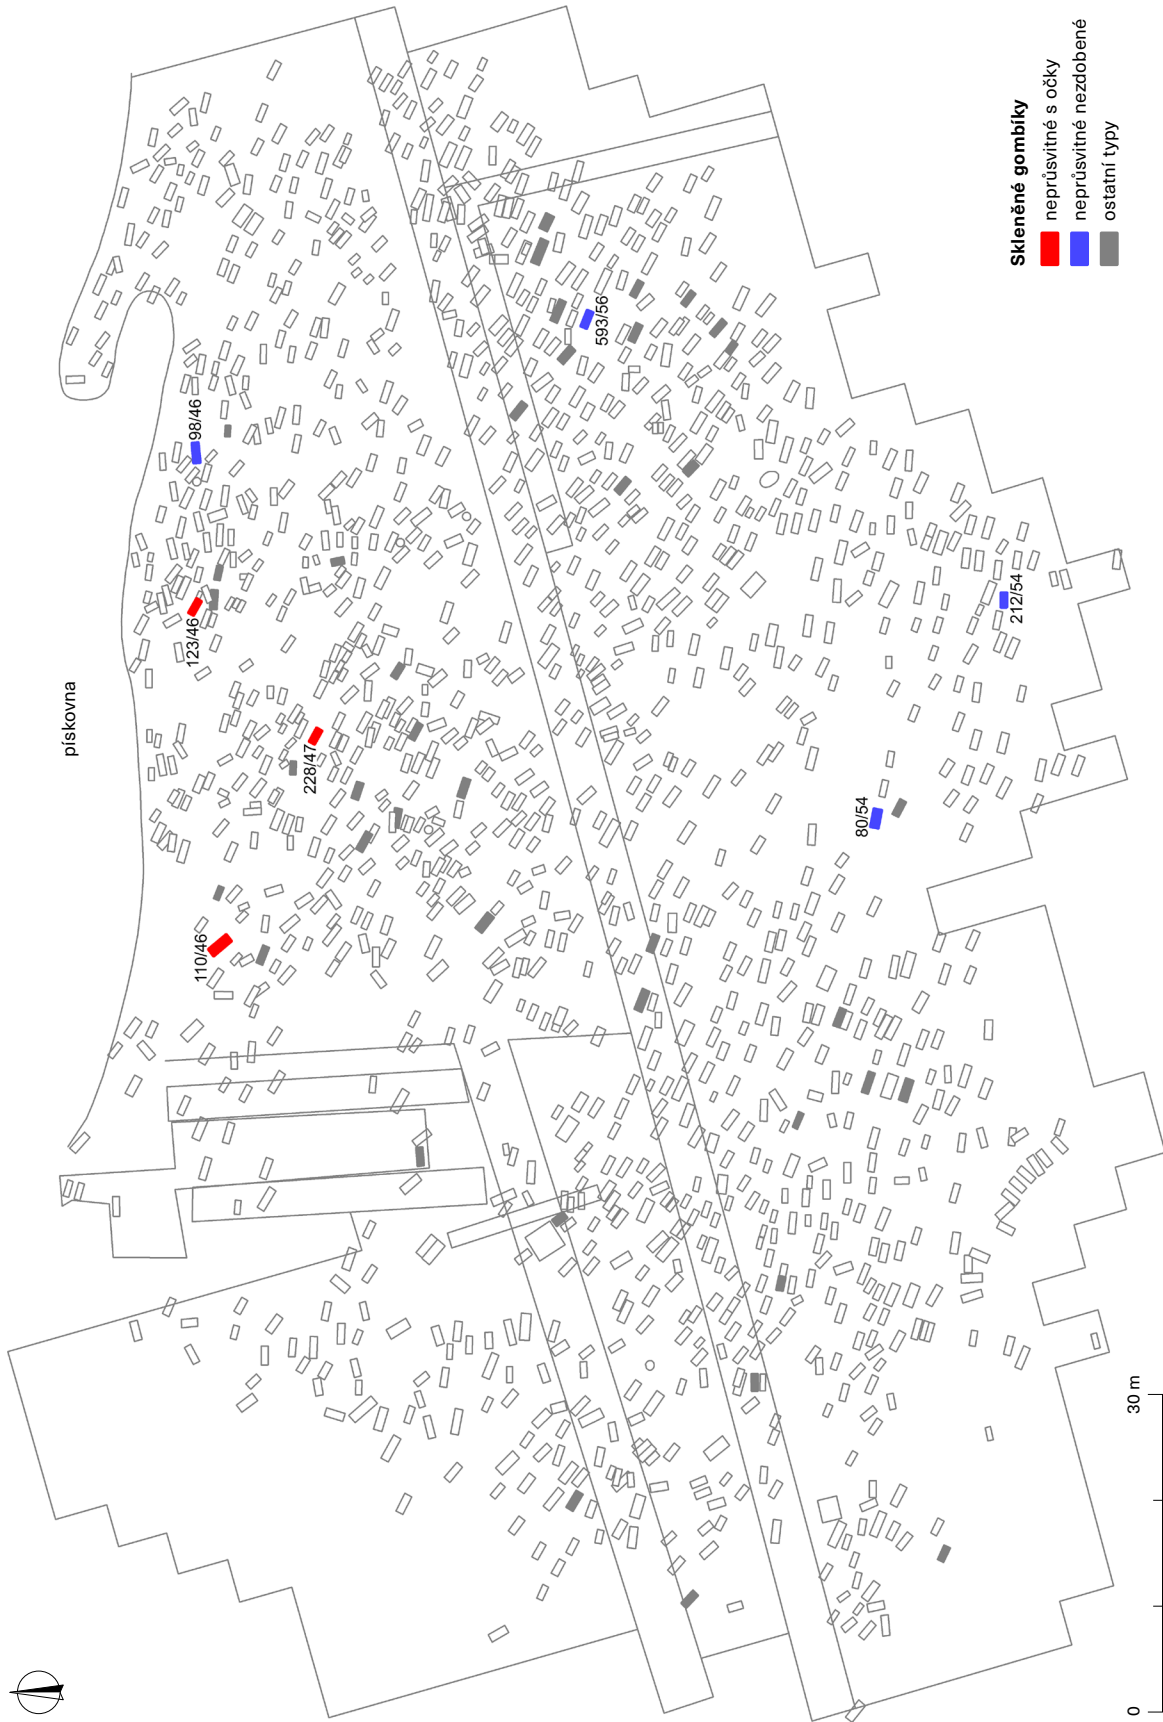 pískovna
98/46
123/46
228/47
110/46
593/56
212/54
80/54
Skleněné gombíky
neprůsvitné s očky
neprůsvitné nezdobené
ostatní typy
0
30 m